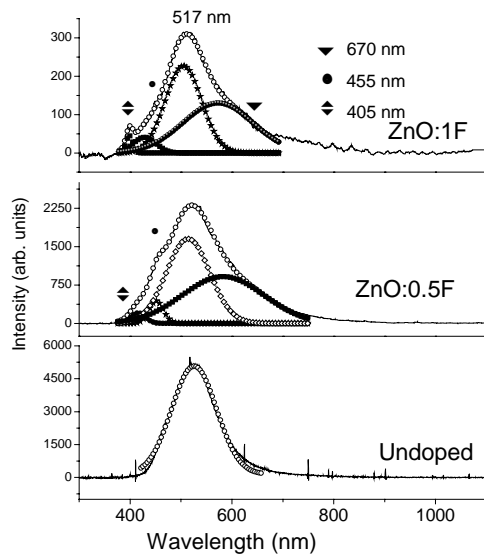 517 nm
300
200
100
0
670 nm
455 nm
405 nm
ZnO:1F
2250
1500
750
0
ZnO:0.5F
6000
4500
3000
1500
0
Undoped
400 600 800 1000
Intensity (arb. units)
Wavelength (nm)